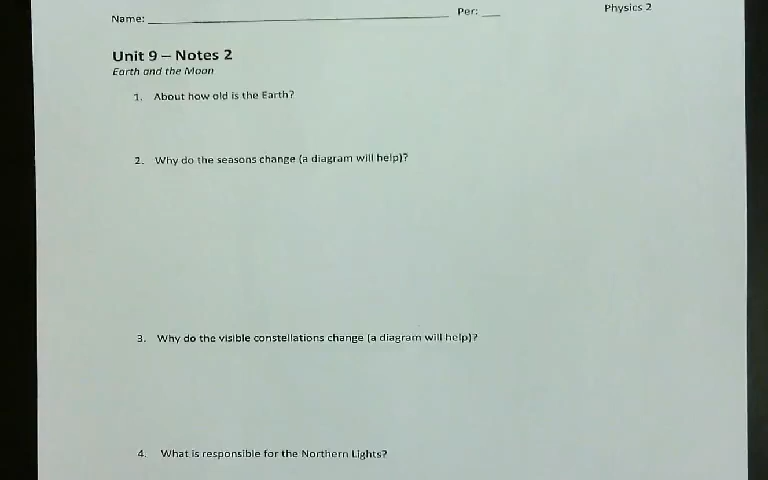 Name: ____________ Per: ___ Physics 2
Unit 9 – Notes 2
Earth and the Moon
1. About how old is the Earth?
2. Why do the seasons change (a diagram will help)?
3. Why do the visible constellations change (a diagram will help)?
4. What is responsible for the Northern Lights?